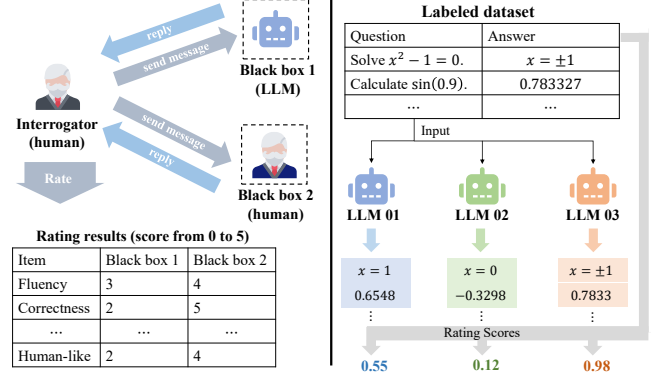 reply
send message
Black box 1
(LLM)
Interrogator
(human)
send message
reply
Black box 2
(human)
Rate
Rating results (score from 0 to 5)
Item Black box 1 Black box 2
Fluency 3 4
Correctness 2 5
... ... ...
Human-like 2 4
Labeled dataset
Question Answer
Solve x² − 1 = 0. x = ±1
Calculate sin(0.9). 0.783327
... ...
Input
LLM 01 LLM 02 LLM 03
x = 1 x = 0 x = ±1
0.6548 −0.3298 0.7833
⋮ ⋮ ⋮
Rating Scores
0.55 0.12 0.98